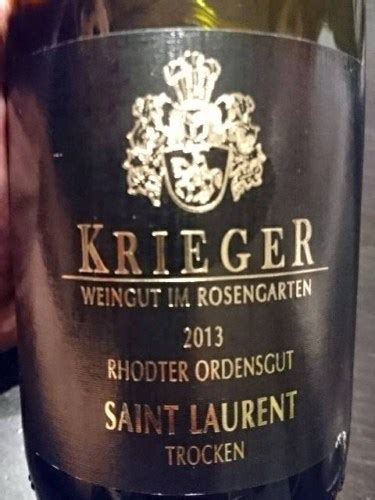 KRIEGER
WEINGUT IM ROSENGARTEN
2013
RHODTER ORDENSGUT
SAINT LAURENT
TROCKEN